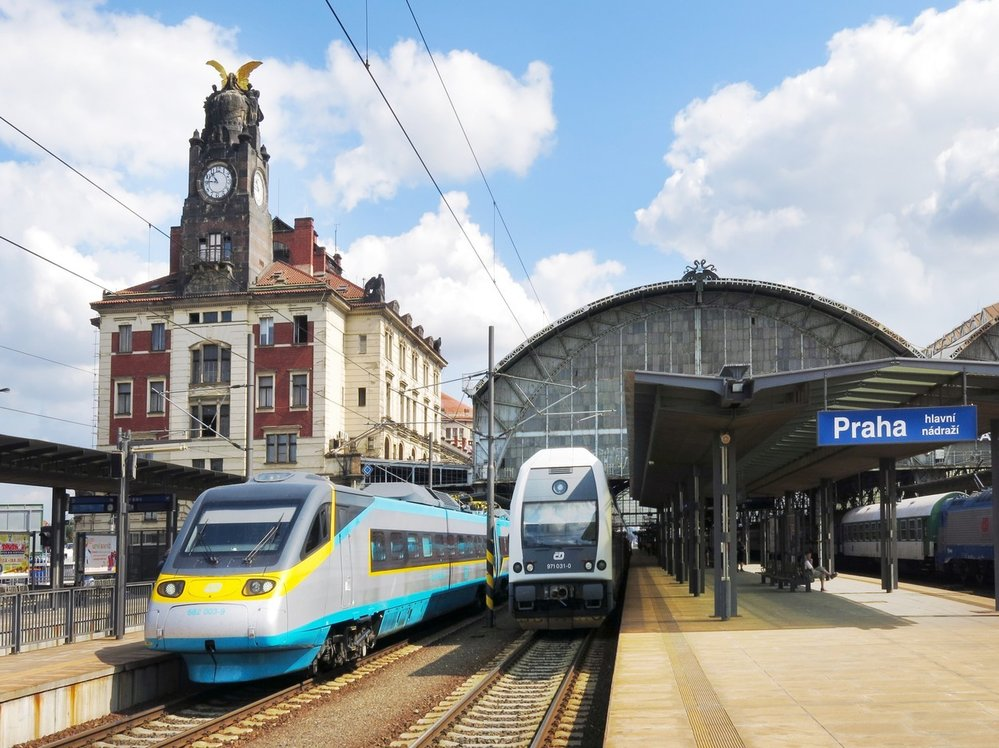 Praha hlavní
nádraží
682 003-9
971 031-0